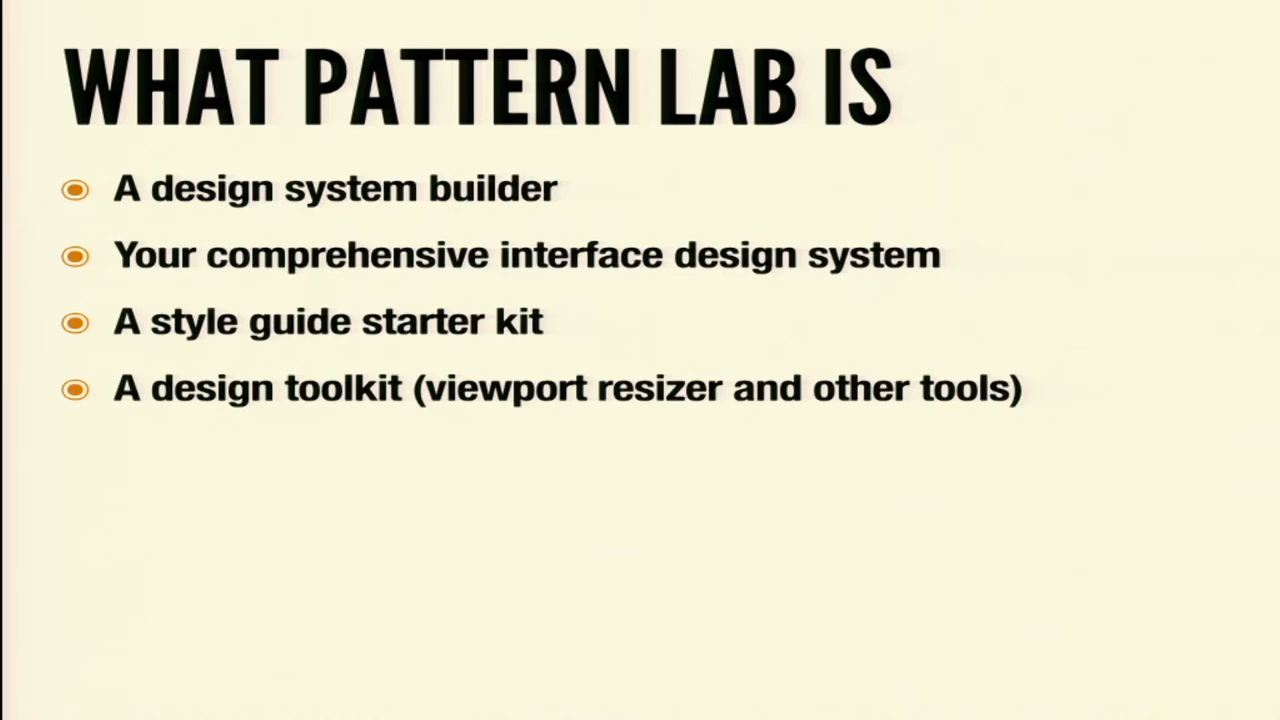 WHAT PATTERN LAB IS
A design system builder
Your comprehensive interface design system
A style guide starter kit
A design toolkit (viewport resizer and other tools)